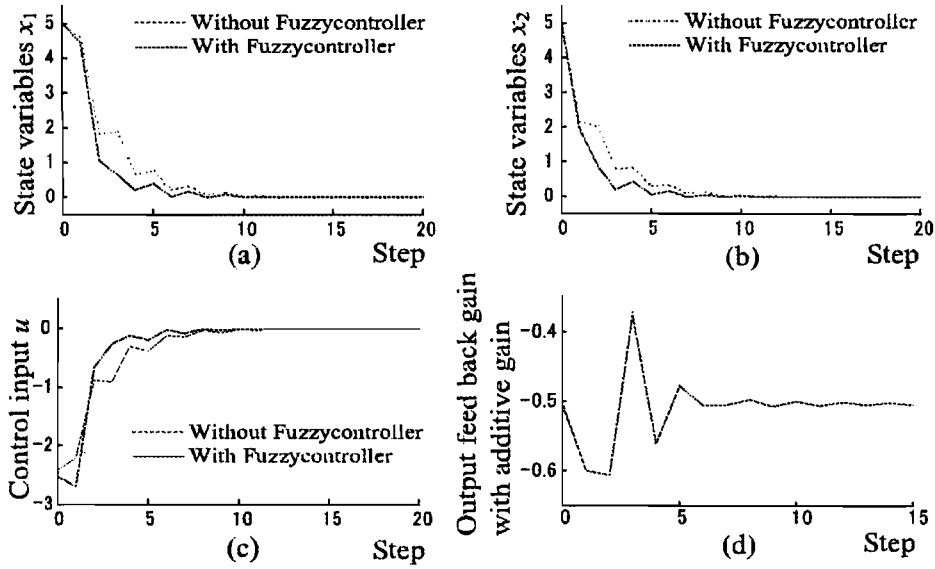 State variables x1
5
4
3
2
1
0
Without Fuzzycontroller
With Fuzzycontroller
0 5 10 15 20
(a)
Step
State variables x2
5
4
3
2
1
0
Without Fuzzycontroller
With Fuzzycontroller
0 5 10 15 20
(b)
Step
Control input u
0
-1
-2
-3
Without Fuzzycontroller
With Fuzzycontroller
0 5 10 15 20
(c)
Step
Output feed back gain
with additive gain
-0.4
-0.5
-0.6
0 5 10 15
(d)
Step